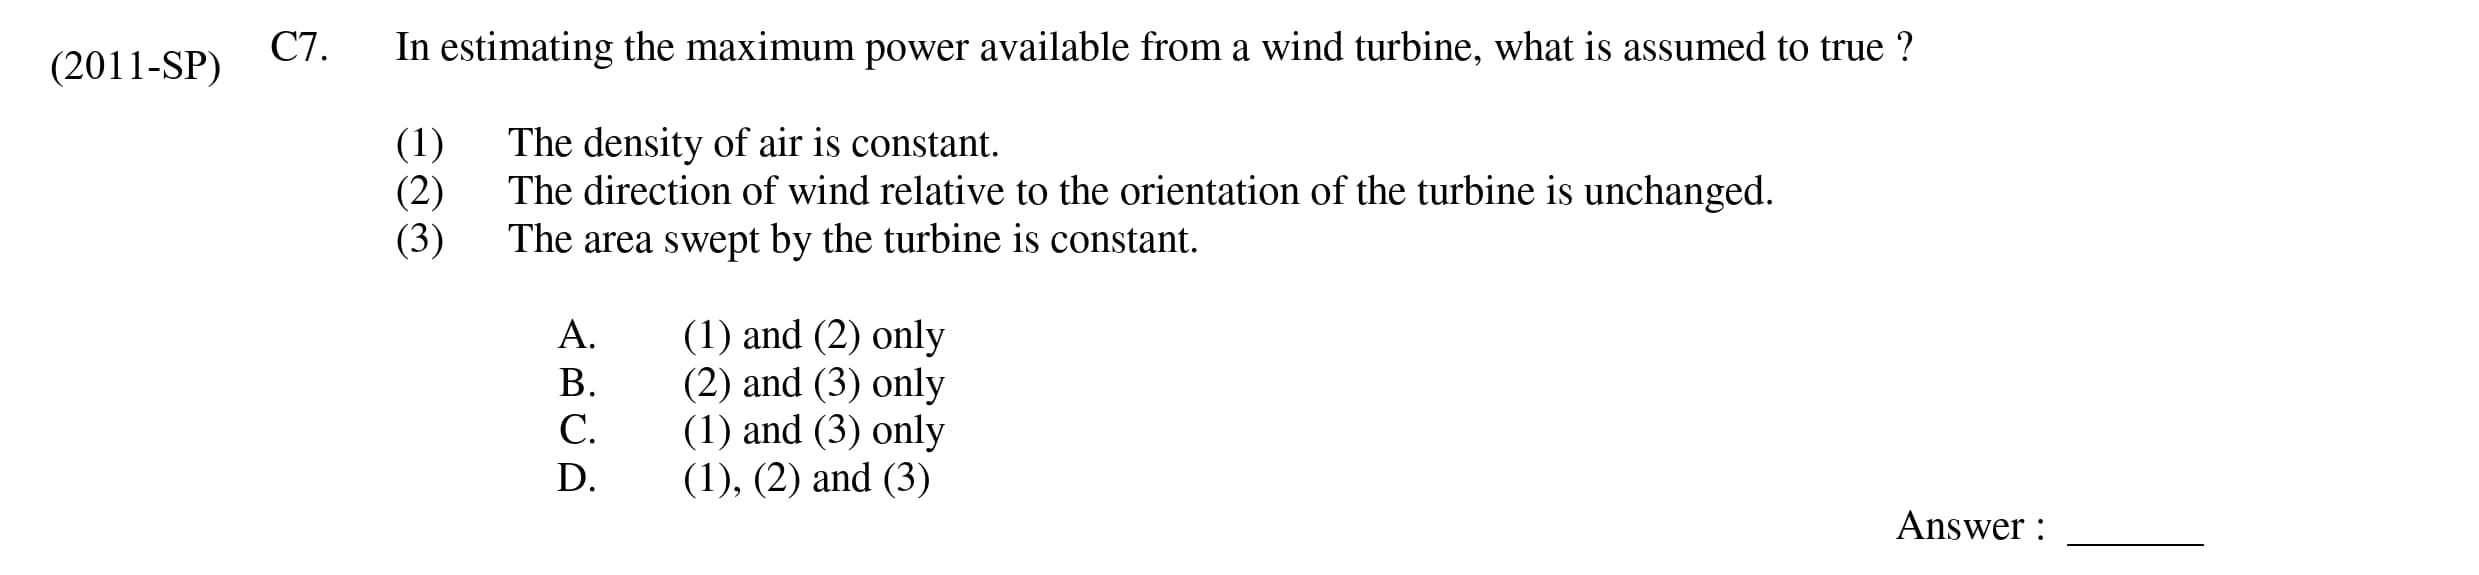 (2011-SP) C7. In estimating the maximum power available from a wind turbine, what is assumed to true ?
(1) The density of air is constant.
(2) The direction of wind relative to the orientation of the turbine is unchanged.
(3) The area swept by the turbine is constant.
A. (1) and (2) only
B. (2) and (3) only
C. (1) and (3) only
D. (1), (2) and (3)
Answer : ______